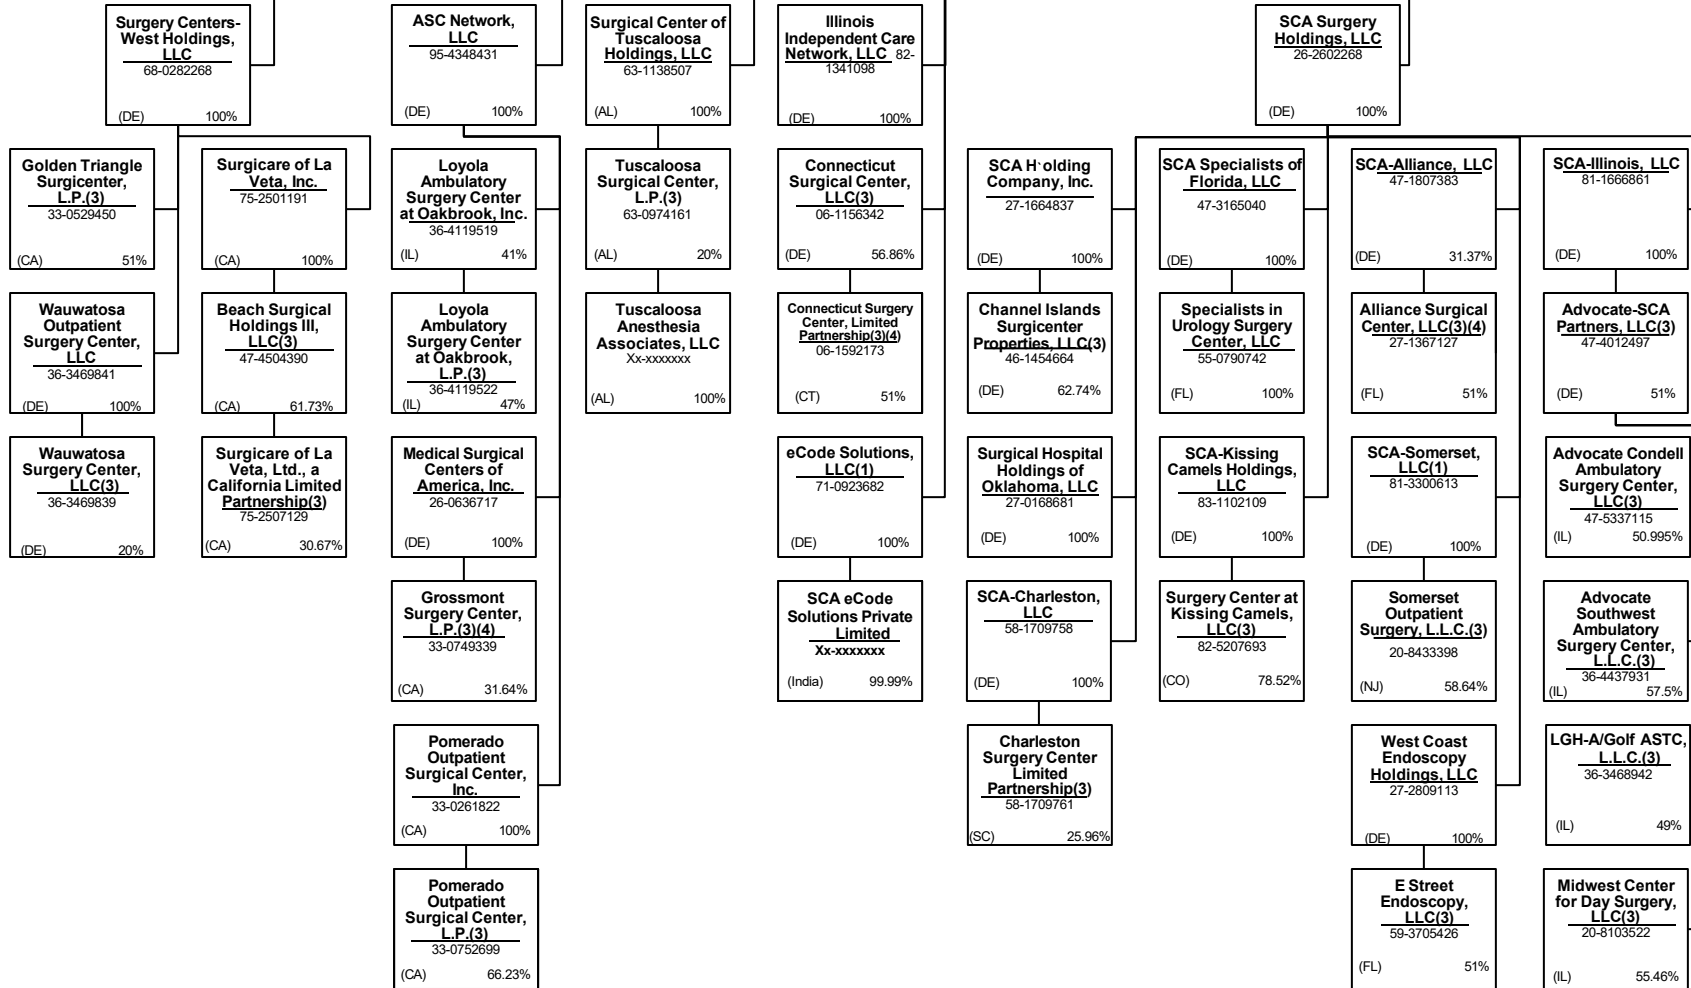 Surgery Centers-
West Holdings,
LLC
68-0282268
(DE) 100%
ASC Network,
LLC
95-4348431
(DE) 100%
Surgical Center of
Tuscaloosa
Holdings, LLC
63-1138507
(AL) 100%
Illinois
Independent Care
Network, LLC 82-
1341098
(DE) 100%
SCA Surgery
Holdings, LLC
26-2602268
(DE) 100%
Golden Triangle
Surgicenter,
L.P.(3)
33-0529450
(CA) 51%
Surgicare of La
Veta, Inc.
75-2501191
(CA) 100%
Loyola
Ambulatory
Surgery Center
at Oakbrook, Inc.
36-4119519
(IL) 41%
Tuscaloosa
Surgical Center,
L.P.(3)
63-0974161
(AL) 20%
Connecticut
Surgical Center,
LLC(3)
06-1156342
(DE) 56.86%
SCA H`olding
Company, Inc.
27-1664837
(DE) 100%
SCA Specialists of
Florida, LLC
47-3165040
(DE) 100%
SCA-Alliance, LLC
47-1807383
(DE) 31.37%
SCA-Illinois, LLC
81-1666861
(DE) 100%
Wauwatosa
Outpatient
Surgery Center,
LLC
36-3469841
(DE) 100%
Beach Surgical
Holdings III,
LLC(3)
47-4504390
(CA) 61.73%
Loyola
Ambulatory
Surgery Center
at Oakbrook,
L.P.(3)
36-4119522
(IL) 47%
Tuscaloosa
Anesthesia
Associates, LLC
Xx-xxxxxxx
(AL) 100%
Connecticut Surgery
Center, Limited
Partnership(3)(4)
06-1592173
(CT) 51%
Channel Islands
Surgicenter
Properties, LLC(3)
46-1454664
(DE) 62.74%
Specialists in
Urology Surgery
Center, LLC
55-0790742
(FL) 100%
Alliance Surgical
Center, LLC(3)(4)
27-1367127
(FL) 51%
Advocate-SCA
Partners, LLC(3)
47-4012497
(DE) 51%
Wauwatosa
Surgery Center,
LLC(3)
36-3469839
(DE) 20%
Surgicare of La
Veta, Ltd., a
California Limited
Partnership(3)
75-2507129
(CA) 30.67%
Medical Surgical
Centers of
America, Inc.
26-0636717
(DE) 100%
eCode Solutions,
LLC(1)
71-0923682
(DE) 100%
Surgical Hospital
Holdings of
Oklahoma, LLC
27-0168681
(DE) 100%
SCA-Kissing
Camels Holdings,
LLC
83-1102109
(DE) 100%
SCA-Somerset,
LLC(1)
81-3300613
(DE) 100%
Advocate Condell
Ambulatory
Surgery Center,
LLC(3)
47-5337115
(IL) 50.995%
Grossmont
Surgery Center,
L.P.(3)(4)
33-0749339
(CA) 31.64%
SCA eCode
Solutions Private
Limited
Xx-xxxxxxx
(India) 99.99%
SCA-Charleston,
LLC
58-1709758
(DE) 100%
Surgery Center at
Kissing Camels,
LLC(3)
82-5207693
(CO) 78.52%
Somerset
Outpatient
Surgery, L.L.C.(3)
20-8433398
(NJ) 58.64%
Advocate
Southwest
Ambulatory
Surgery Center,
L.L.C.(3)
36-4437931
(IL) 57.5%
Pomerado
Outpatient
Surgical Center,
Inc.
33-0261822
(CA) 100%
Charleston
Surgery Center
Limited
Partnership(3)
58-1709761
(SC) 25.96%
West Coast
Endoscopy
Holdings, LLC
27-2809113
(DE) 100%
LGH-A/Golf ASTC,
L.L.C.(3)
36-3468942
(IL) 49%
Pomerado
Outpatient
Surgical Center,
L.P.(3)
33-0752699
(CA) 66.23%
E Street
Endoscopy,
LLC(3)
59-3705426
(FL) 51%
Midwest Center
for Day Surgery,
LLC(3)
20-8103522
(IL) 55.46%